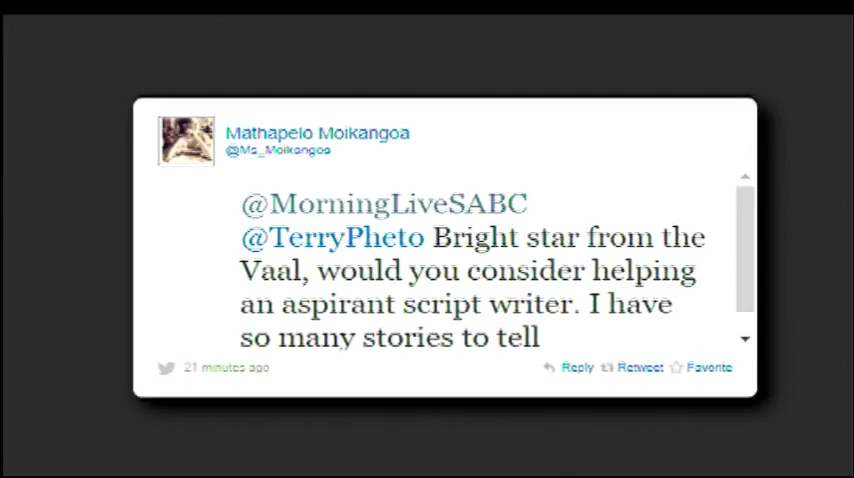 Mathapelo Moikangoa
@Ms_Moikangoa
@MorningLiveSABC
@TerryPheto Bright star from the
Vaal, would you consider helping
an aspirant script writer. I have
so many stories to tell
21 minutes ago
Reply Retweet Favorite